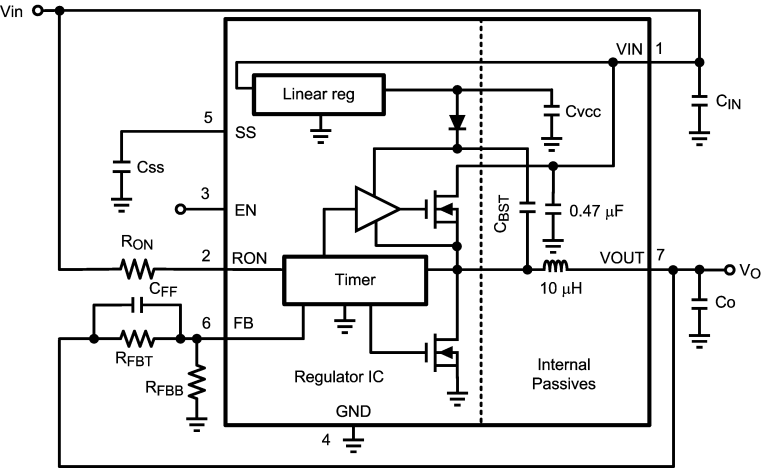 Vin
VIN
1
Linear reg
CIN
Cvcc
5
SS
Css
3
EN
CBST
0.47 µF
RON
2
RON
VOUT
7
Timer
VO
10 µH
CFF
Co
6
FB
RFBT
RFBB
Regulator IC
Internal
Passives
GND
4